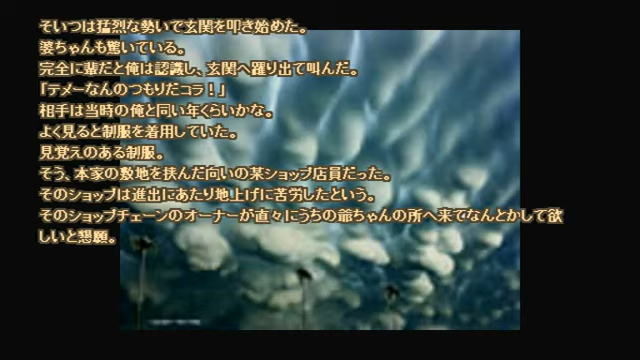 そいつは猛烈な勢いで玄関を叩き始めた。
婆ちゃんも驚いている。
完全に輩だと俺は認識し、玄関へ躍り出て叫んだ。
「テメーなんのつもりだコラ！」
相手は当時の俺と同い年くらいかな。
よく見ると制服を着用していた。
見覚えのある制服。
そう、本家の敷地を挟んだ向いの某ショップ店員だった。
そのショップは進出にあたり地上げに苦労したという。
そのショップチェーンのオーナーが直々にうちの爺ちゃんの所へ来てなんとかして欲
しいと懇願。